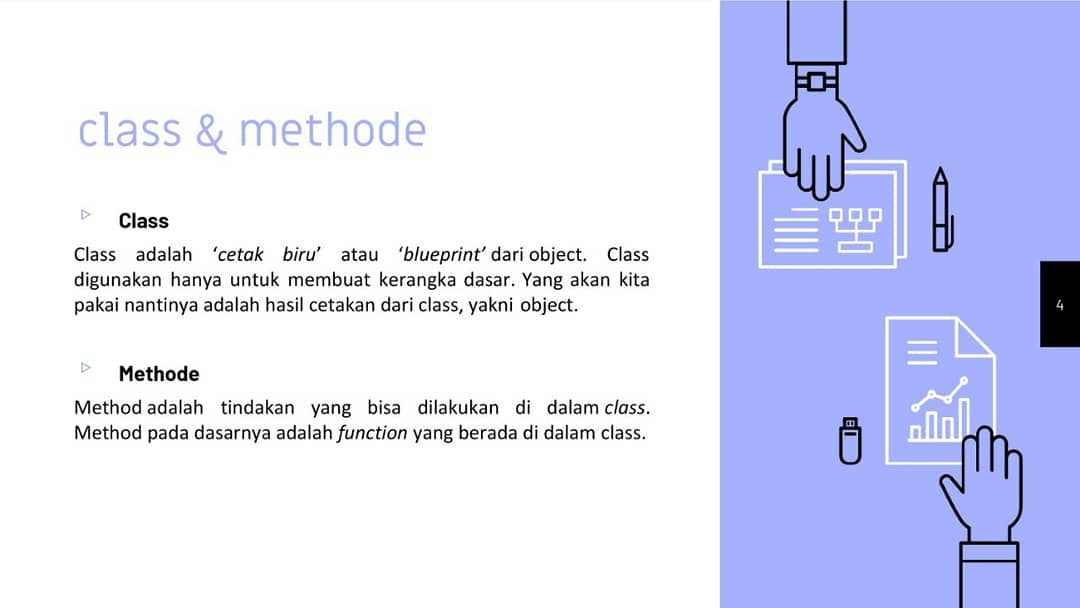 class & methode
Class
Class adalah ‘cetak biru’ atau ‘blueprint’ dari object. Class
digunakan hanya untuk membuat kerangka dasar. Yang akan kita
pakai nantinya adalah hasil cetakan dari class, yakni object.
Methode
Method adalah tindakan yang bisa dilakukan di dalam class.
Method pada dasarnya adalah function yang berada di dalam class.
4